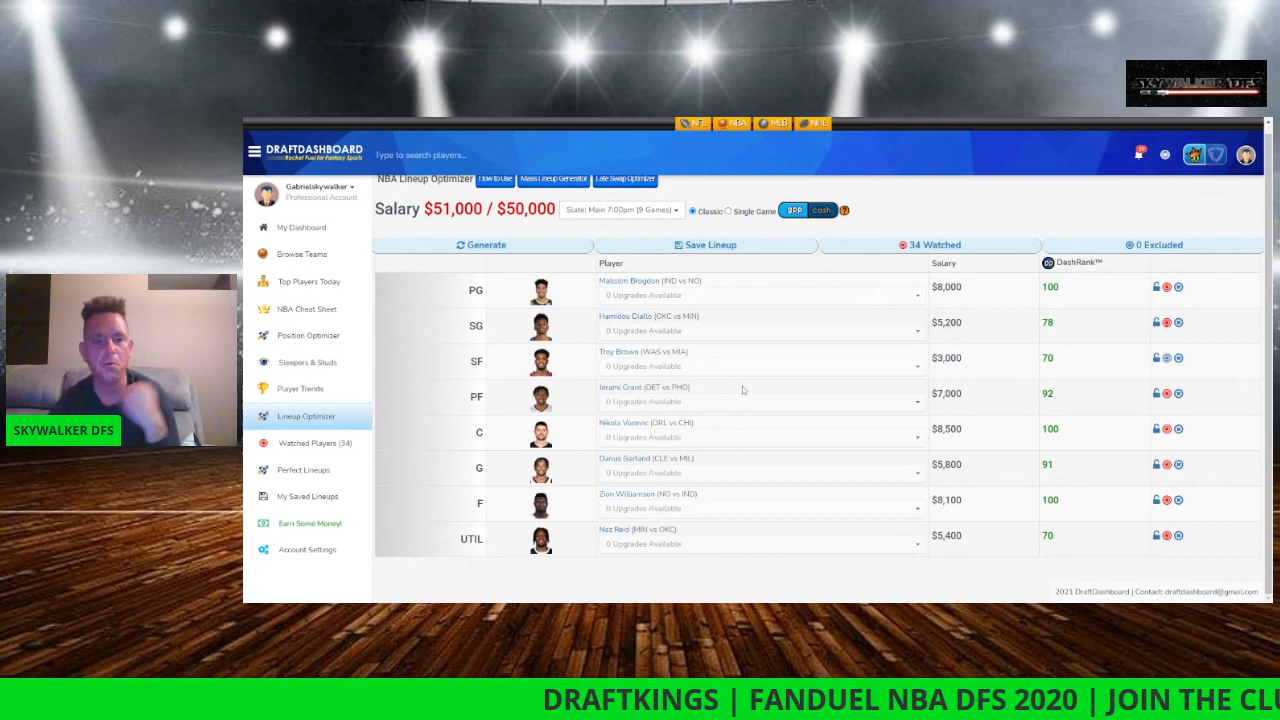 SKYWALKER DFS
NFL NBA MLB NHL
DRAFTDASHBOARD
Rocket Fuel for Fantasy Sports
Type to search players...
Gabrielskywalker
Professional Account
NBA Lineup Optimizer How to Use Mass Lineup Generator Late Swap Optimizer
Salary $51,000 / $50,000 Slate: Main 7:00pm (9 Games) Classic Single Game gpp cash ?
My Dashboard
Browse Teams
Top Players Today
NBA Cheat Sheet
Position Optimizer
Sleepers & Studs
Player Trends
Lineup Optimizer
Watched Players (34)
Perfect Lineups
My Saved Lineups
Earn Some Money!
Account Settings
Generate Save Lineup 34 Watched 0 Excluded
Player Salary DashRank™
PG Malcolm Brogdon (IND vs NO) $8,000 100
0 Upgrades Available
SG Hamidou Diallo (OKC vs MIN) $5,200 78
0 Upgrades Available
SF Troy Brown (WAS vs MIA) $3,000 70
0 Upgrades Available
PF Jerami Grant (DET vs PHO) $7,000 92
0 Upgrades Available
C Nikola Vucevic (ORL vs CHI) $8,500 100
0 Upgrades Available
G Darius Garland (CLE vs MIL) $5,800 91
0 Upgrades Available
F Zion Williamson (NO vs IND) $8,100 100
0 Upgrades Available
UTIL Naz Reid (MIN vs OKC) $5,400 70
0 Upgrades Available
2021 DraftDashboard | Contact: draftdashboard@gmail.com
SKYWALKER DFS
DRAFTKINGS | FANDUEL NBA DFS 2020 | JOIN THE CLU